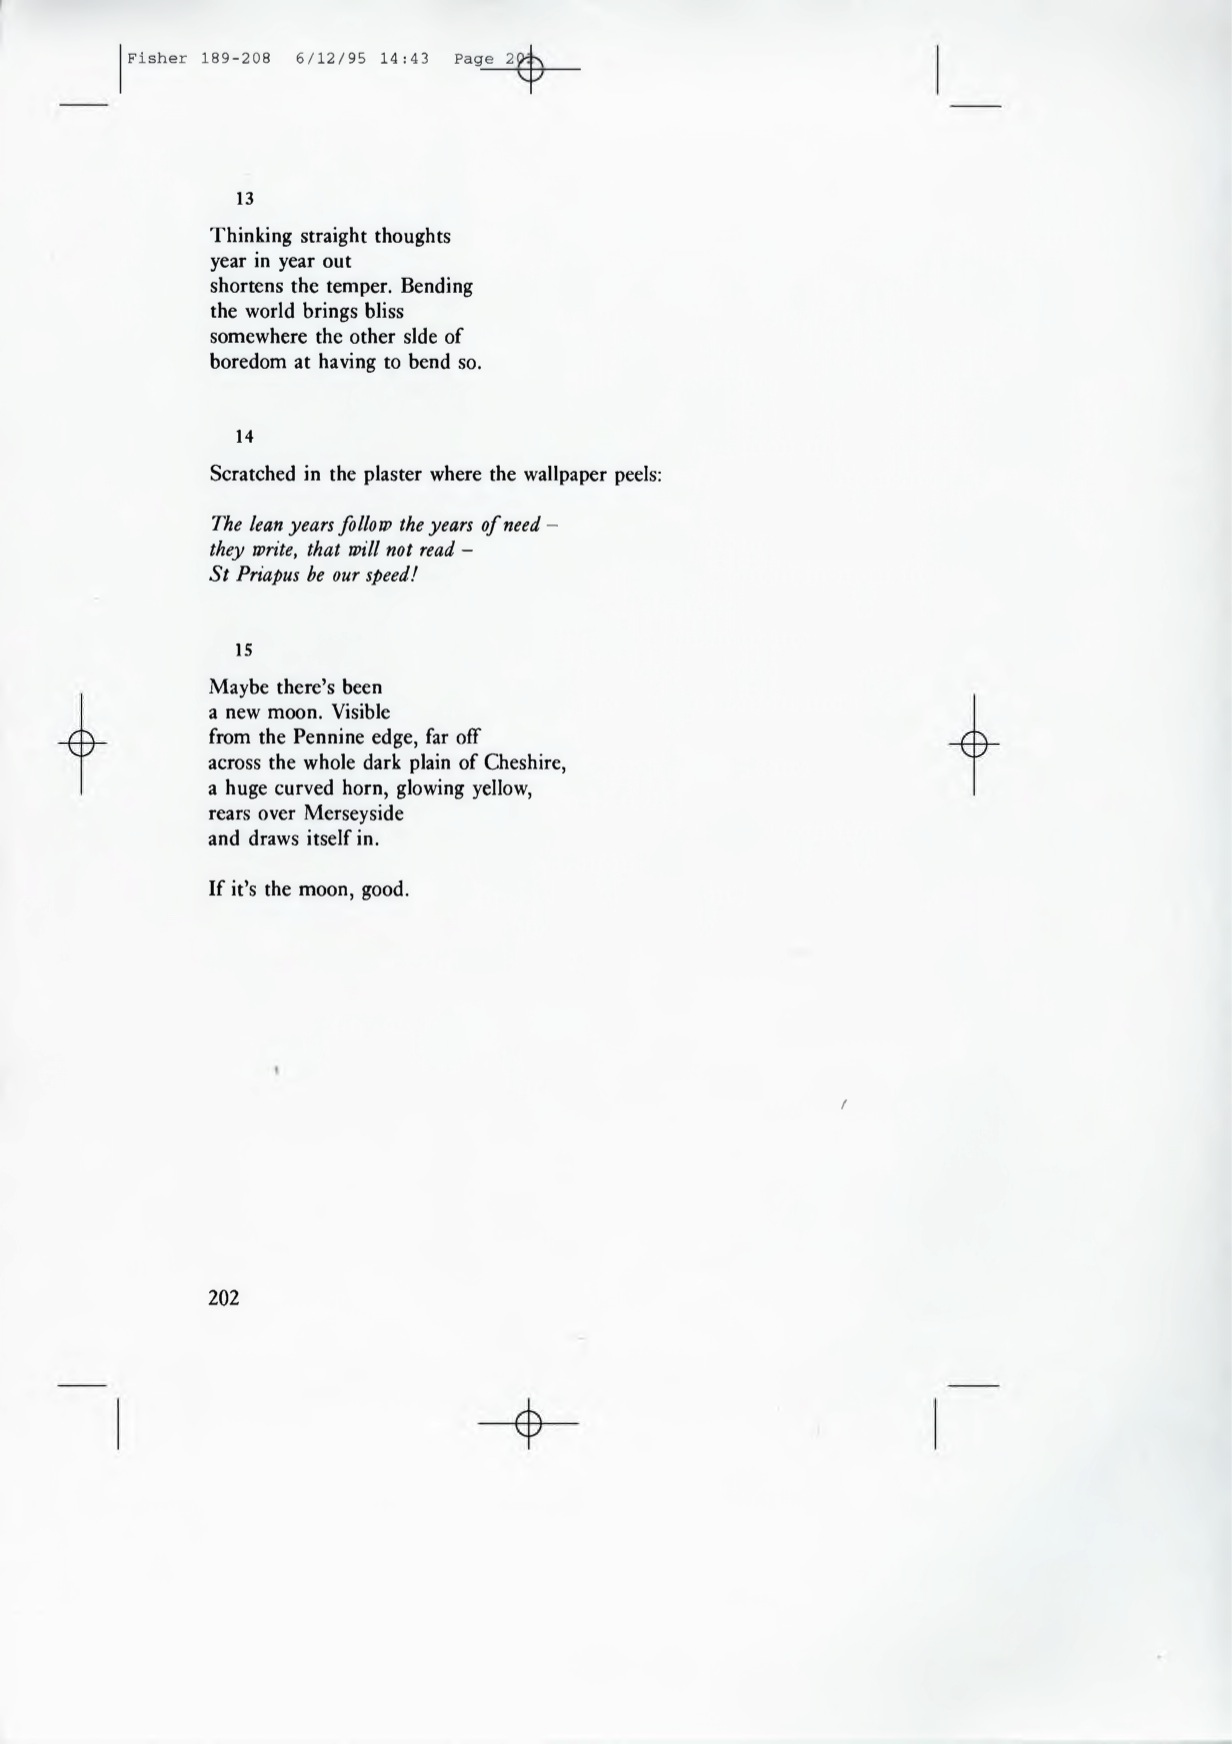 Fisher 189-208 6/12/95 14:43 Page
13
Thinking straight thoughts
year in year out
shortens the temper. Bending
the world brings bliss
somewhere the other slde of
boredom at having to bend so.
14
Scratched in the plaster where the wallpaper peels:
The lean years follow the years of need –
they write, that will not read –
St Priapus be our speed!
15
Maybe there's been
a new moon. Visible
from the Pennine edge, far off
across the whole dark plain of Cheshire,
a huge curved horn, glowing yellow,
rears over Merseyside
and draws itself in.
If it's the moon, good.
202